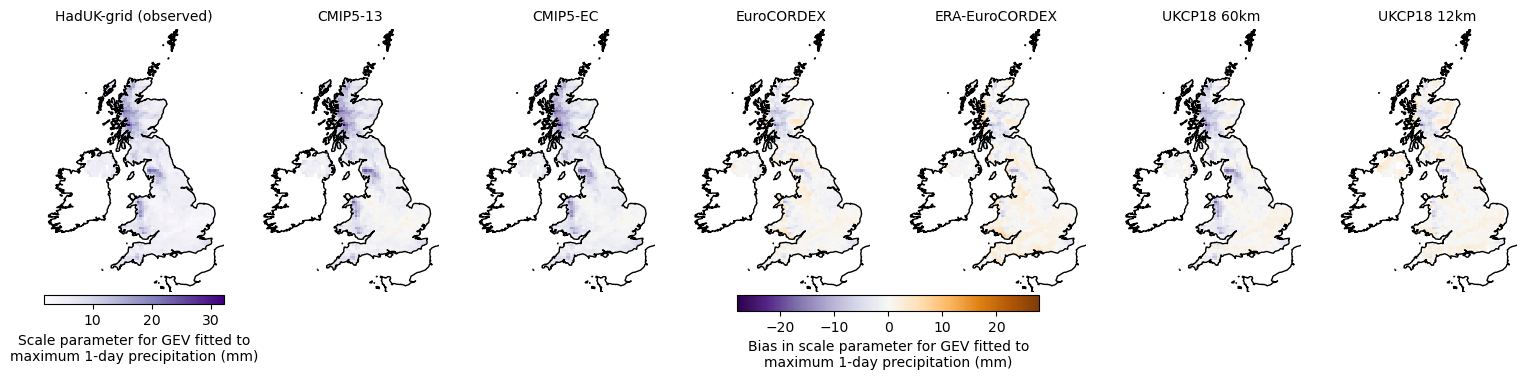 HadUK-grid (observed)
CMIP5-13
CMIP5-EC
EuroCORDEX
ERA-EuroCORDEX
UKCP18 60km
UKCP18 12km
10 20 30
Scale parameter for GEV fitted to
maximum 1-day precipitation (mm)
−20 −10 0 10 20
Bias in scale parameter for GEV fitted to
maximum 1-day precipitation (mm)